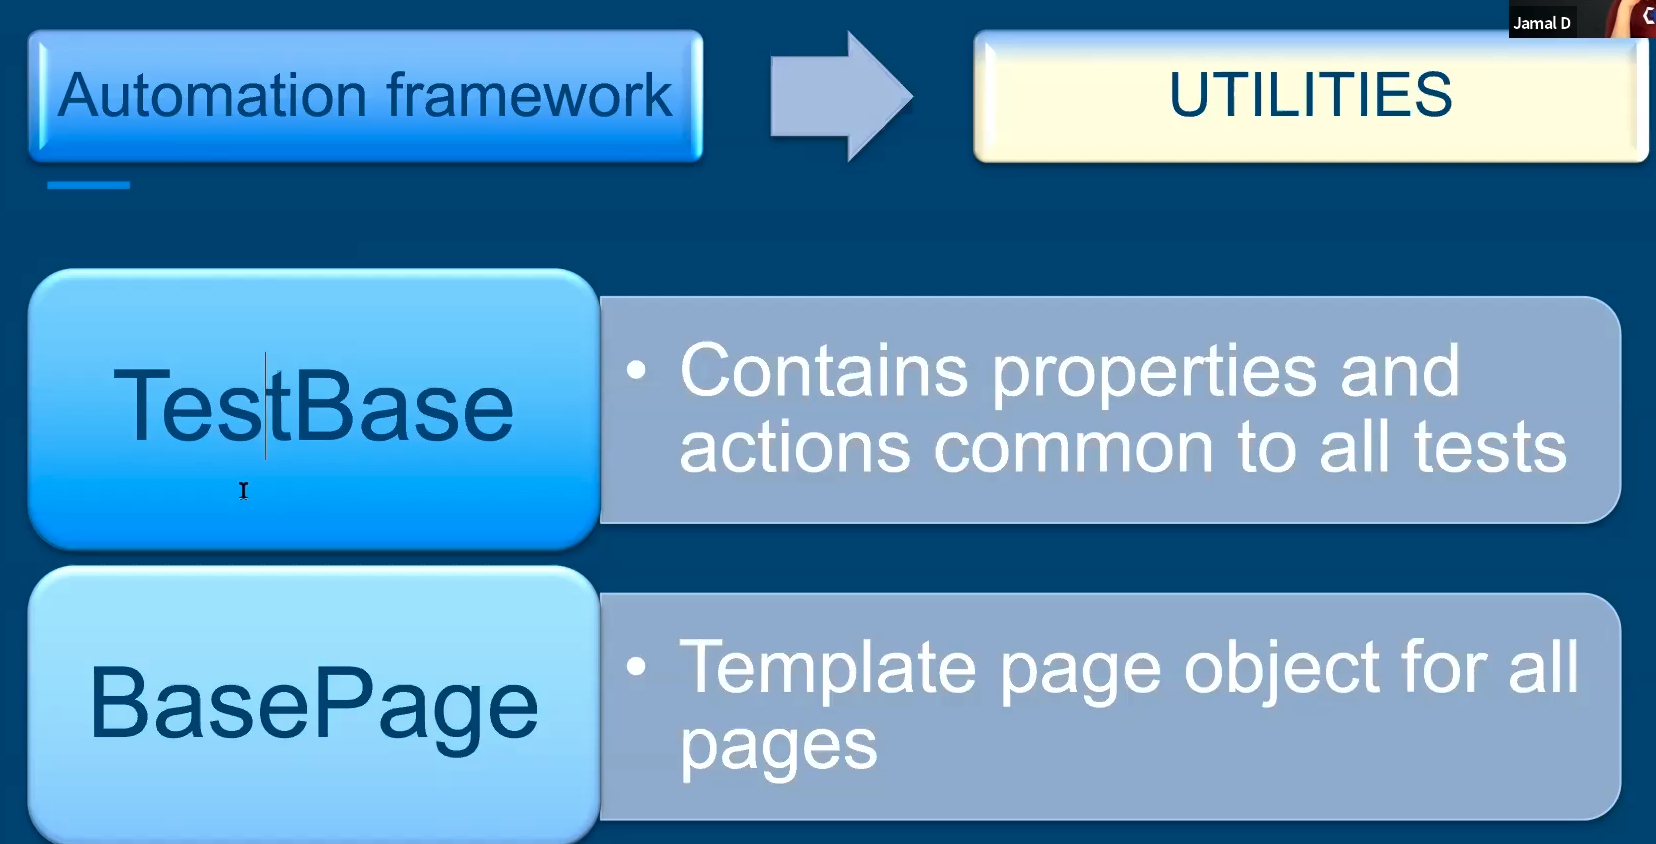 Jamal D
Automation framework
UTILITIES
TestBase
• Contains properties and
actions common to all tests
BasePage
• Template page object for all
pages